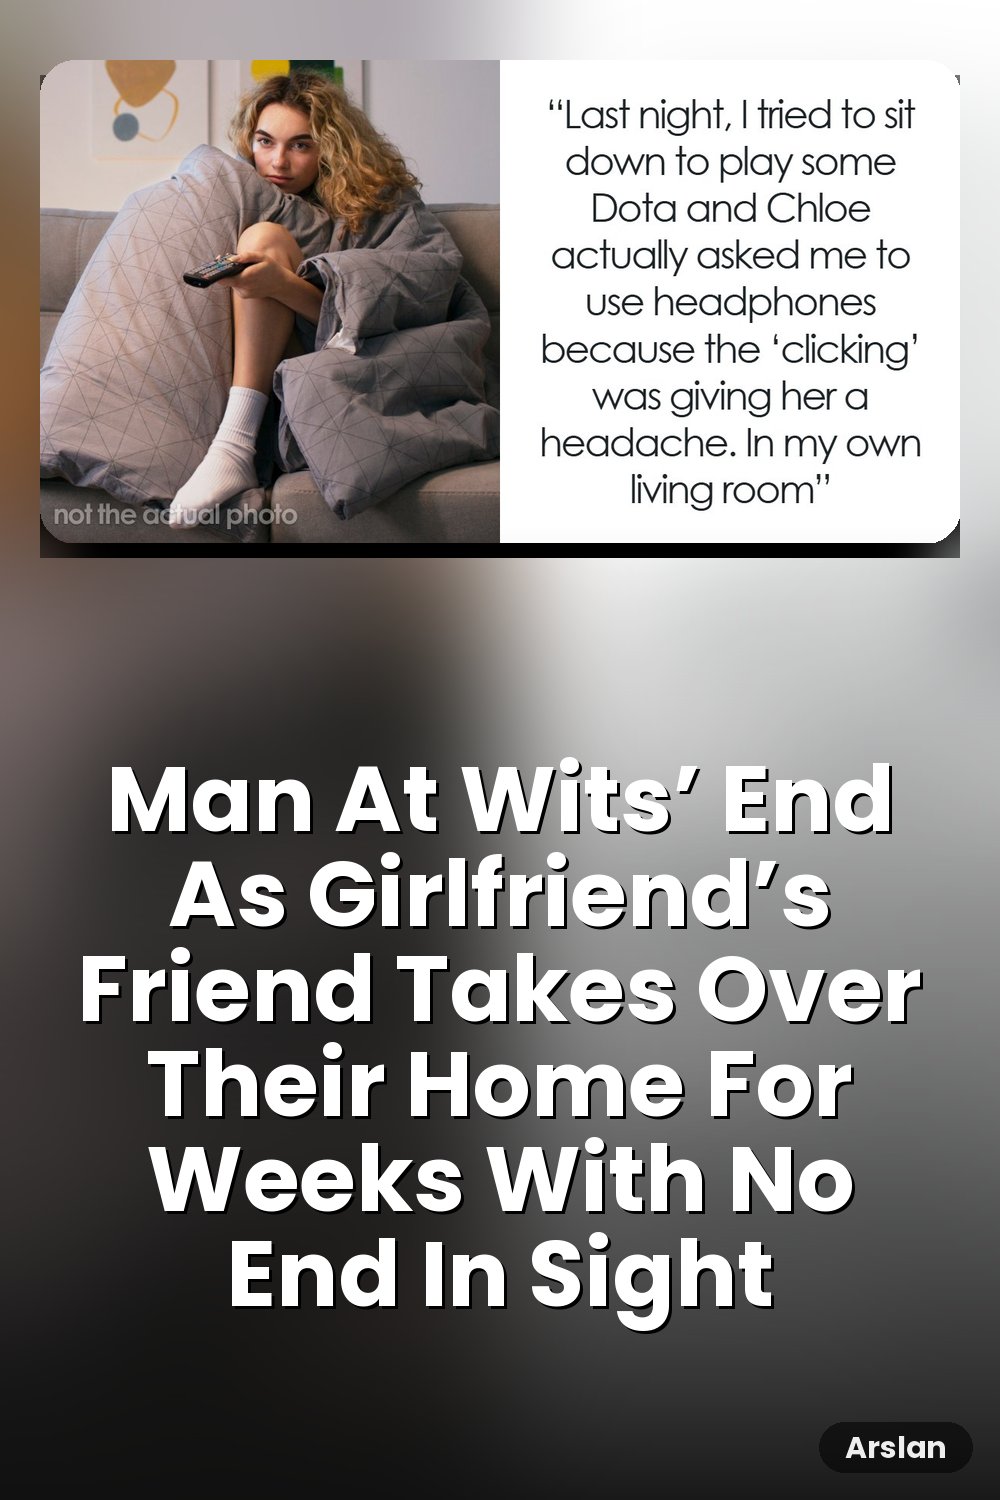 “Last night, I tried to sit
down to play some
Dota and Chloe
actually asked me to
use headphones
because the ‘clicking’
was giving her a
headache. In my own
living room”
not the actual photo
Man At Wits’ End
As Girlfriend’s
Friend Takes Over
Their Home For
Weeks With No
End In Sight
Arslan